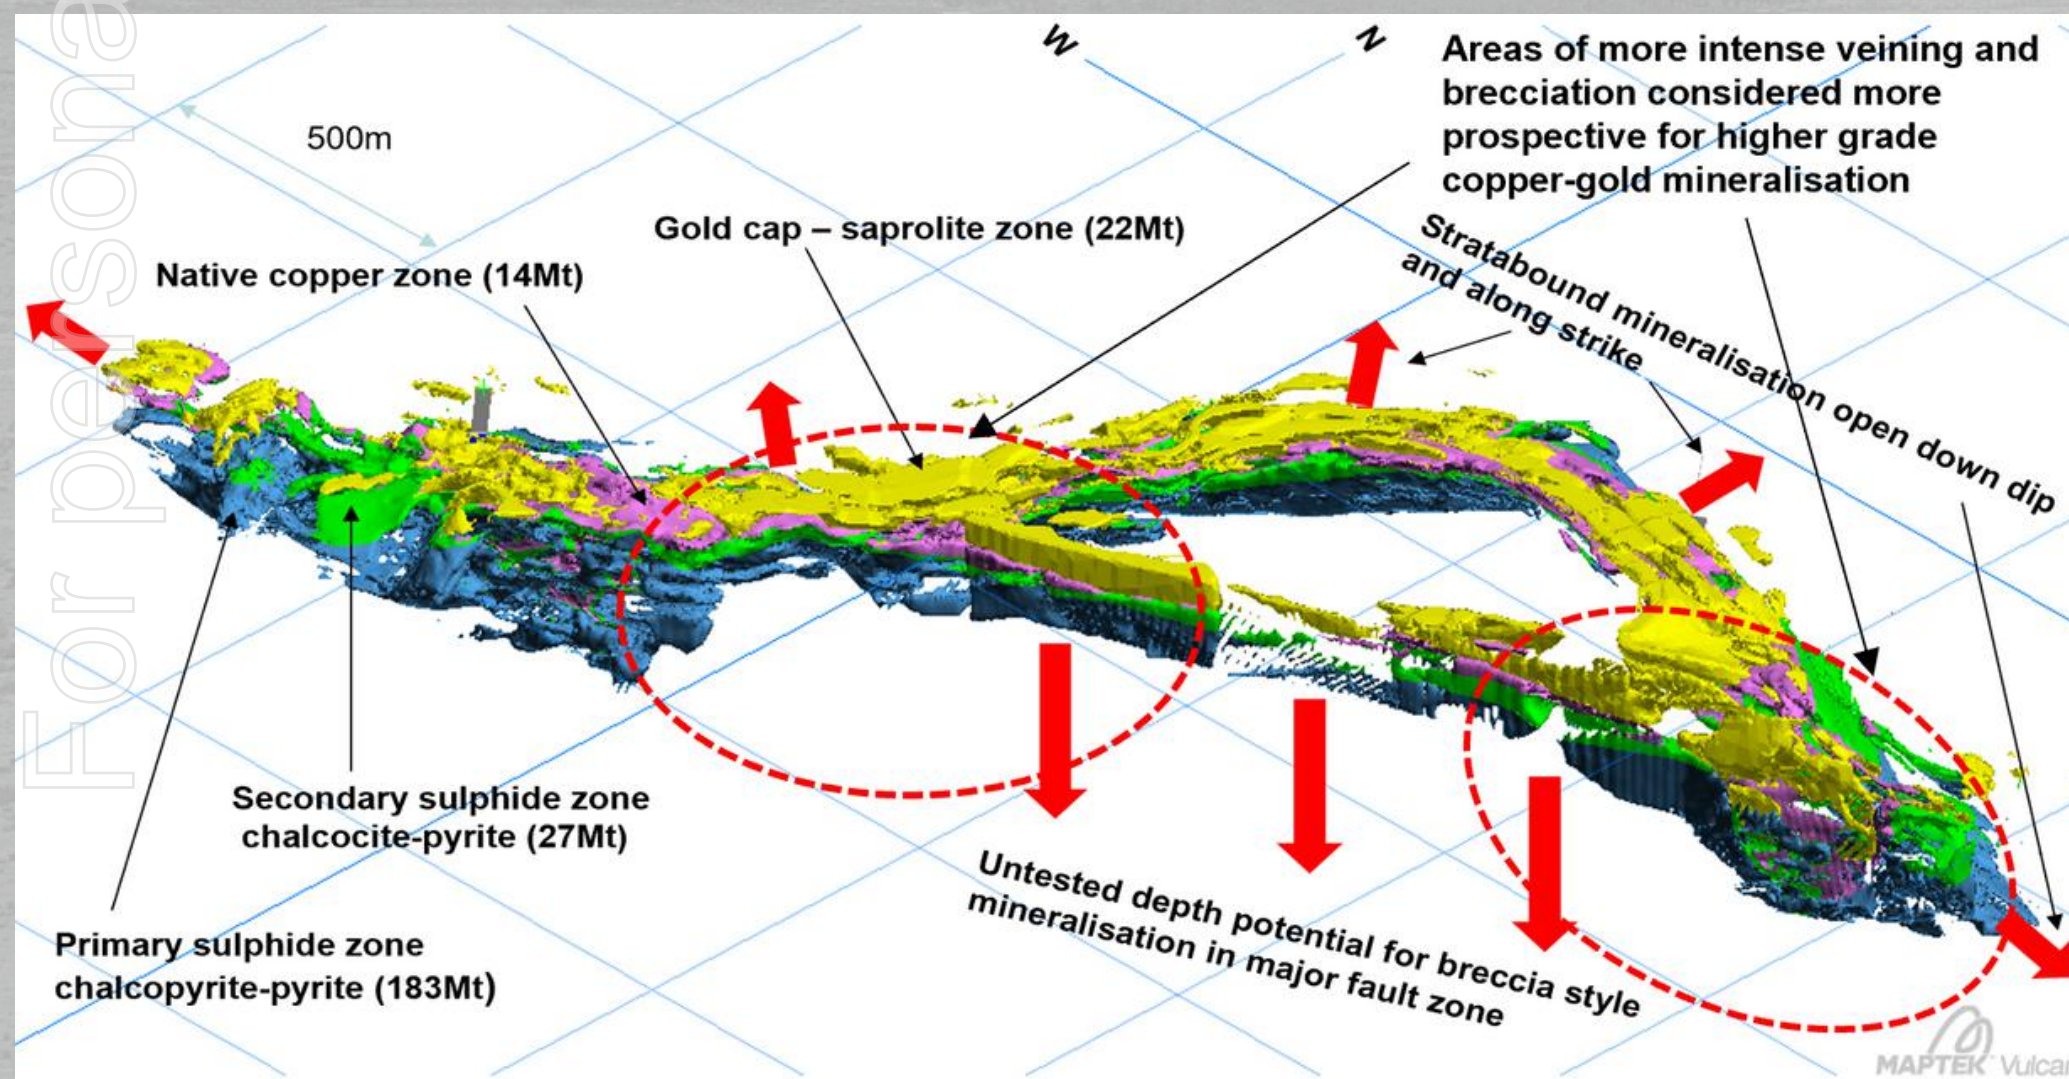 For persona
W
N
Areas of more intense veining and
brecciation considered more
prospective for higher grade
copper-gold mineralisation
500m
Gold cap – saprolite zone (22Mt)
Stratabound mineralisation open down dip
and along strike
Native copper zone (14Mt)
Secondary sulphide zone
chalcocite-pyrite (27Mt)
Untested depth potential for breccia style
mineralisation in major fault zone
Primary sulphide zone
chalcopyrite-pyrite (183Mt)
MAPTEK Vulcan